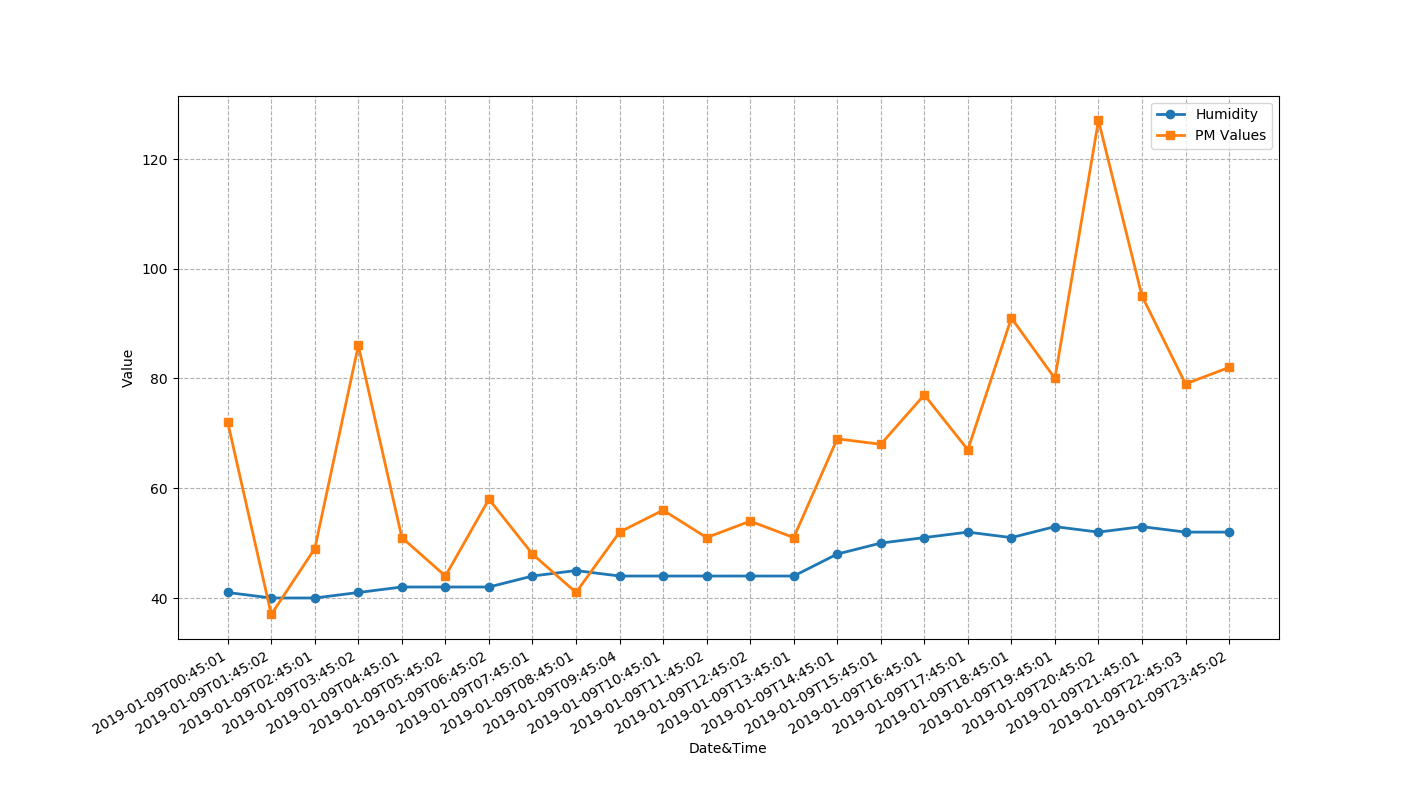 Humidity
PM Values
120
100
80
60
40
Value
2019-01-09T00:45:01
2019-01-09T01:45:02
2019-01-09T02:45:01
2019-01-09T03:45:02
2019-01-09T04:45:01
2019-01-09T05:45:02
2019-01-09T06:45:02
2019-01-09T07:45:01
2019-01-09T08:45:01
2019-01-09T09:45:04
2019-01-09T10:45:01
2019-01-09T11:45:02
2019-01-09T12:45:02
2019-01-09T13:45:01
2019-01-09T14:45:01
2019-01-09T15:45:01
2019-01-09T16:45:01
2019-01-09T17:45:01
2019-01-09T18:45:01
2019-01-09T19:45:01
2019-01-09T20:45:02
2019-01-09T21:45:01
2019-01-09T22:45:03
2019-01-09T23:45:02
Date&Time